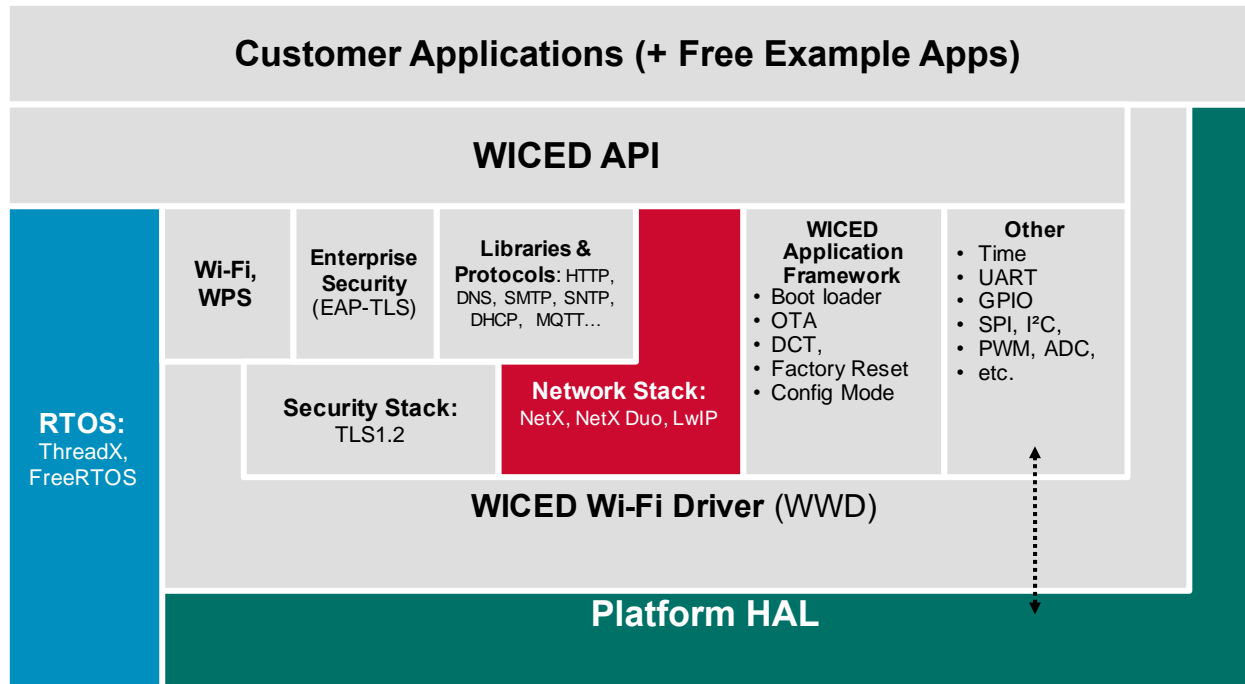 Customer Applications (+ Free Example Apps)
WICED API
RTOS:
ThreadX,
FreeRTOS
Wi-Fi,
WPS
Enterprise
Security
(EAP-TLS)
Libraries &
Protocols: HTTP,
DNS, SMTP, SNTP,
DHCP, MQTT…
Security Stack:
TLS1.2
Network Stack:
NetX, NetX Duo, LwIP
WICED
Application
Framework
• Boot loader
• OTA
• DCT,
• Factory Reset
• Config Mode
Other
• Time
• UART
• GPIO
• SPI, I²C,
• PWM, ADC,
• etc.
WICED Wi-Fi Driver (WWD)
Platform HAL